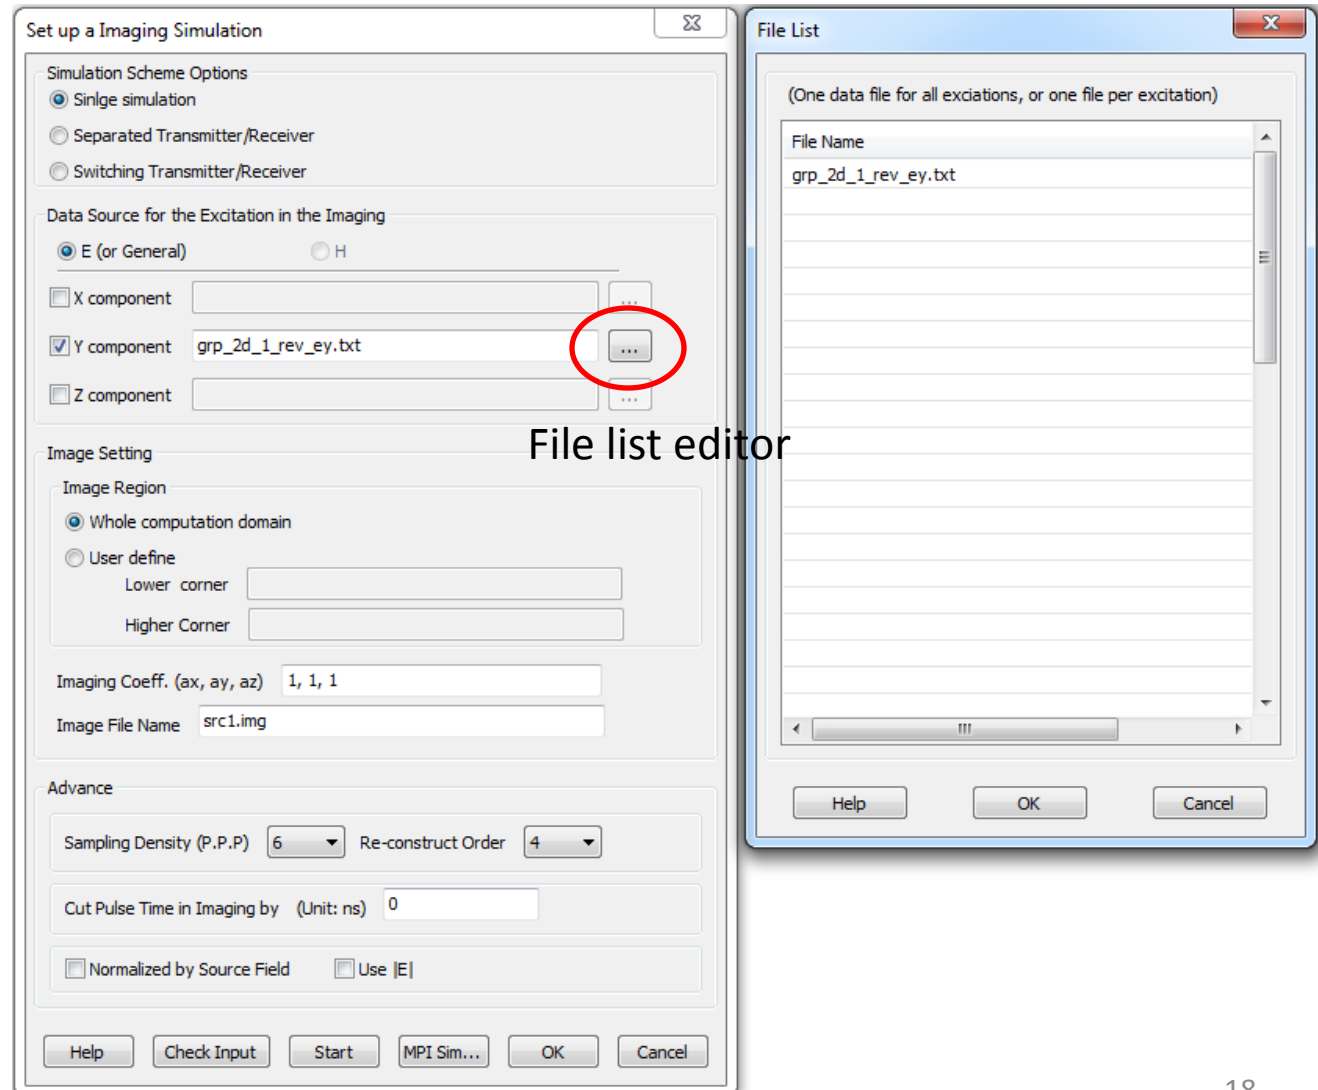 Set up a Imaging Simulation
Simulation Scheme Options
Sinlge simulation
Separated Transmitter/Receiver
Switching Transmitter/Receiver
Data Source for the Excitation in the Imaging
E (or General) H
X component ...
Y component grp_2d_1_rev_ey.txt ...
Z component ...
Image Setting
Image Region
Whole computation domain
User define
Lower corner
Higher Corner
Imaging Coeff. (ax, ay, az) 1, 1, 1
Image File Name src1.img
Advance
Sampling Density (P.P.P) 6 Re-construct Order 4
Cut Pulse Time in Imaging by (Unit: ns) 0
Normalized by Source Field Use |E|
Help Check Input Start MPI Sim... OK Cancel
File list editor
File List
(One data file for all exciations, or one file per excitation)
File Name
grp_2d_1_rev_ey.txt
Help OK Cancel
18